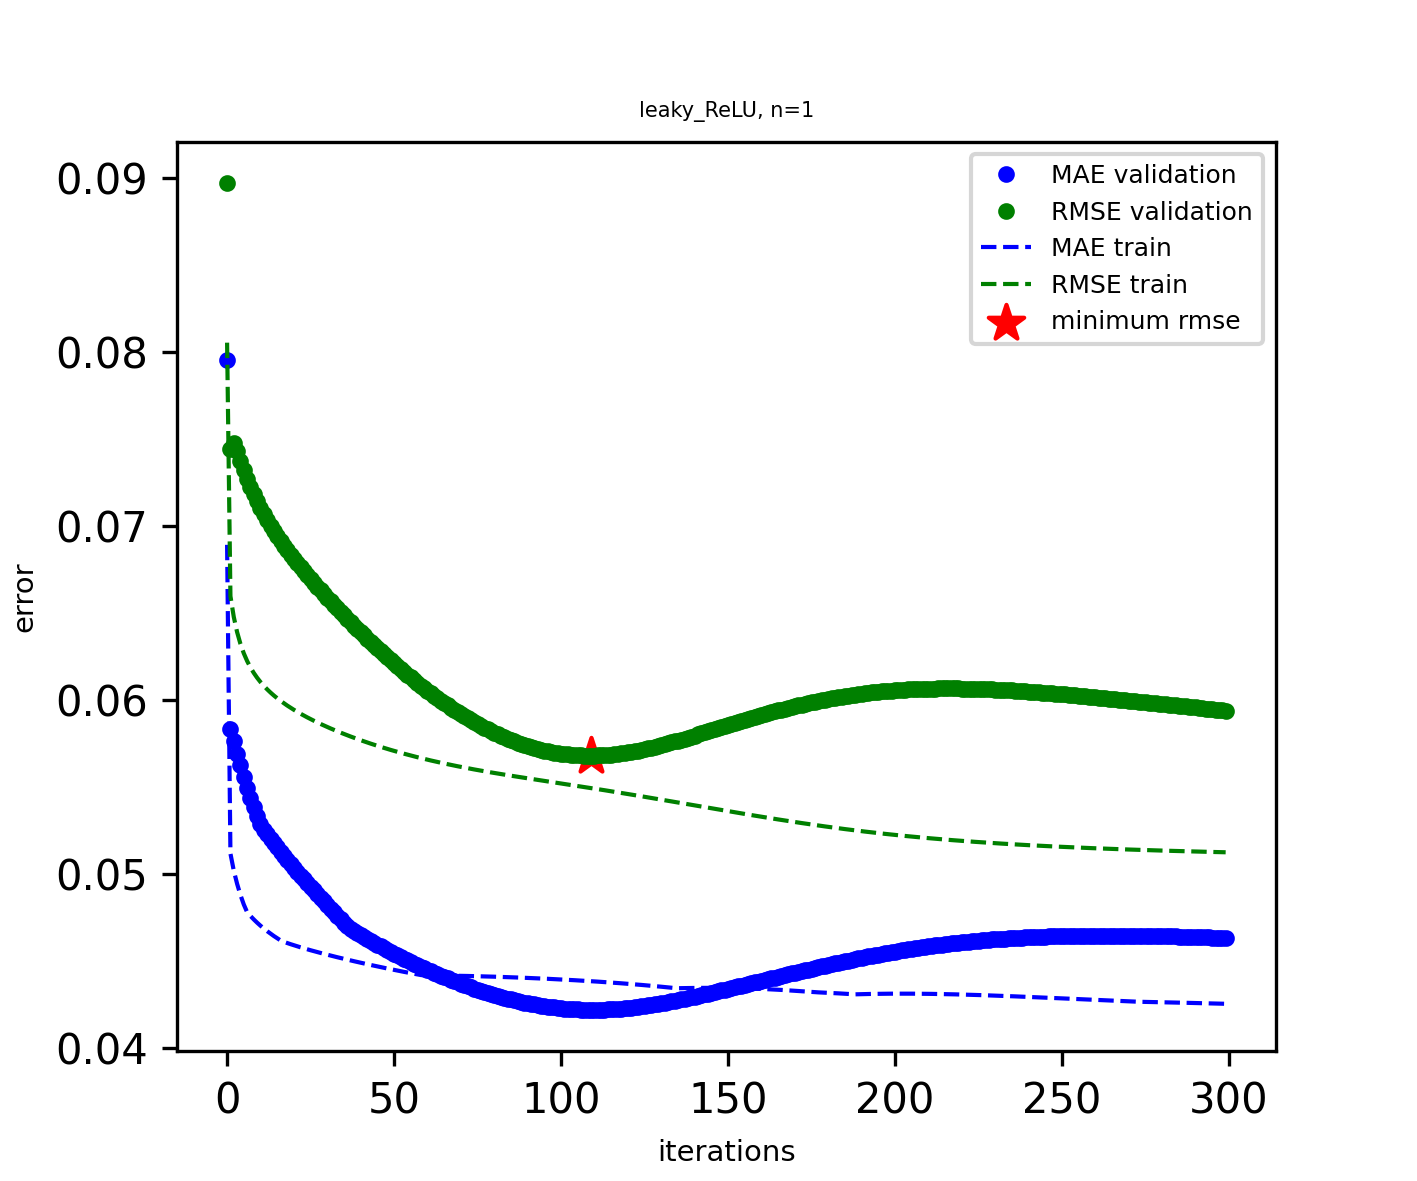 leaky_ReLU, n=1
MAE validation
RMSE validation
MAE train
RMSE train
minimum rmse
0.09
0.08
0.07
0.06
0.05
0.04
error
0 50 100 150 200 250 300
iterations